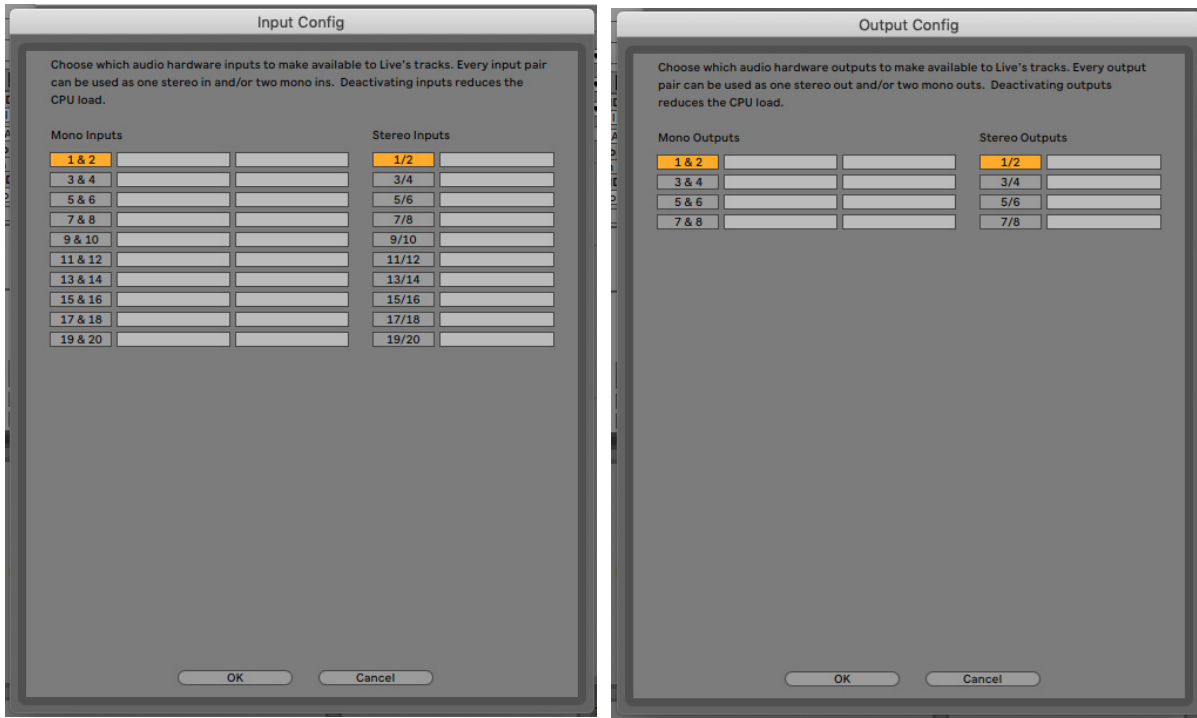 Input Config
Choose which audio hardware inputs to make available to Live's tracks. Every input pair
can be used as one stereo in and/or two mono ins. Deactivating inputs reduces the
CPU load.
Mono Inputs Stereo Inputs
1 & 2 1/2
3 & 4 3/4
5 & 6 5/6
7 & 8 7/8
9 & 10 9/10
11 & 12 11/12
13 & 14 13/14
15 & 16 15/16
17 & 18 17/18
19 & 20 19/20
OK Cancel
Output Config
Choose which audio hardware outputs to make available to Live's tracks. Every output
pair can be used as one stereo out and/or two mono outs. Deactivating outputs
reduces the CPU load.
Mono Outputs Stereo Outputs
1 & 2 1/2
3 & 4 3/4
5 & 6 5/6
7 & 8 7/8
OK Cancel